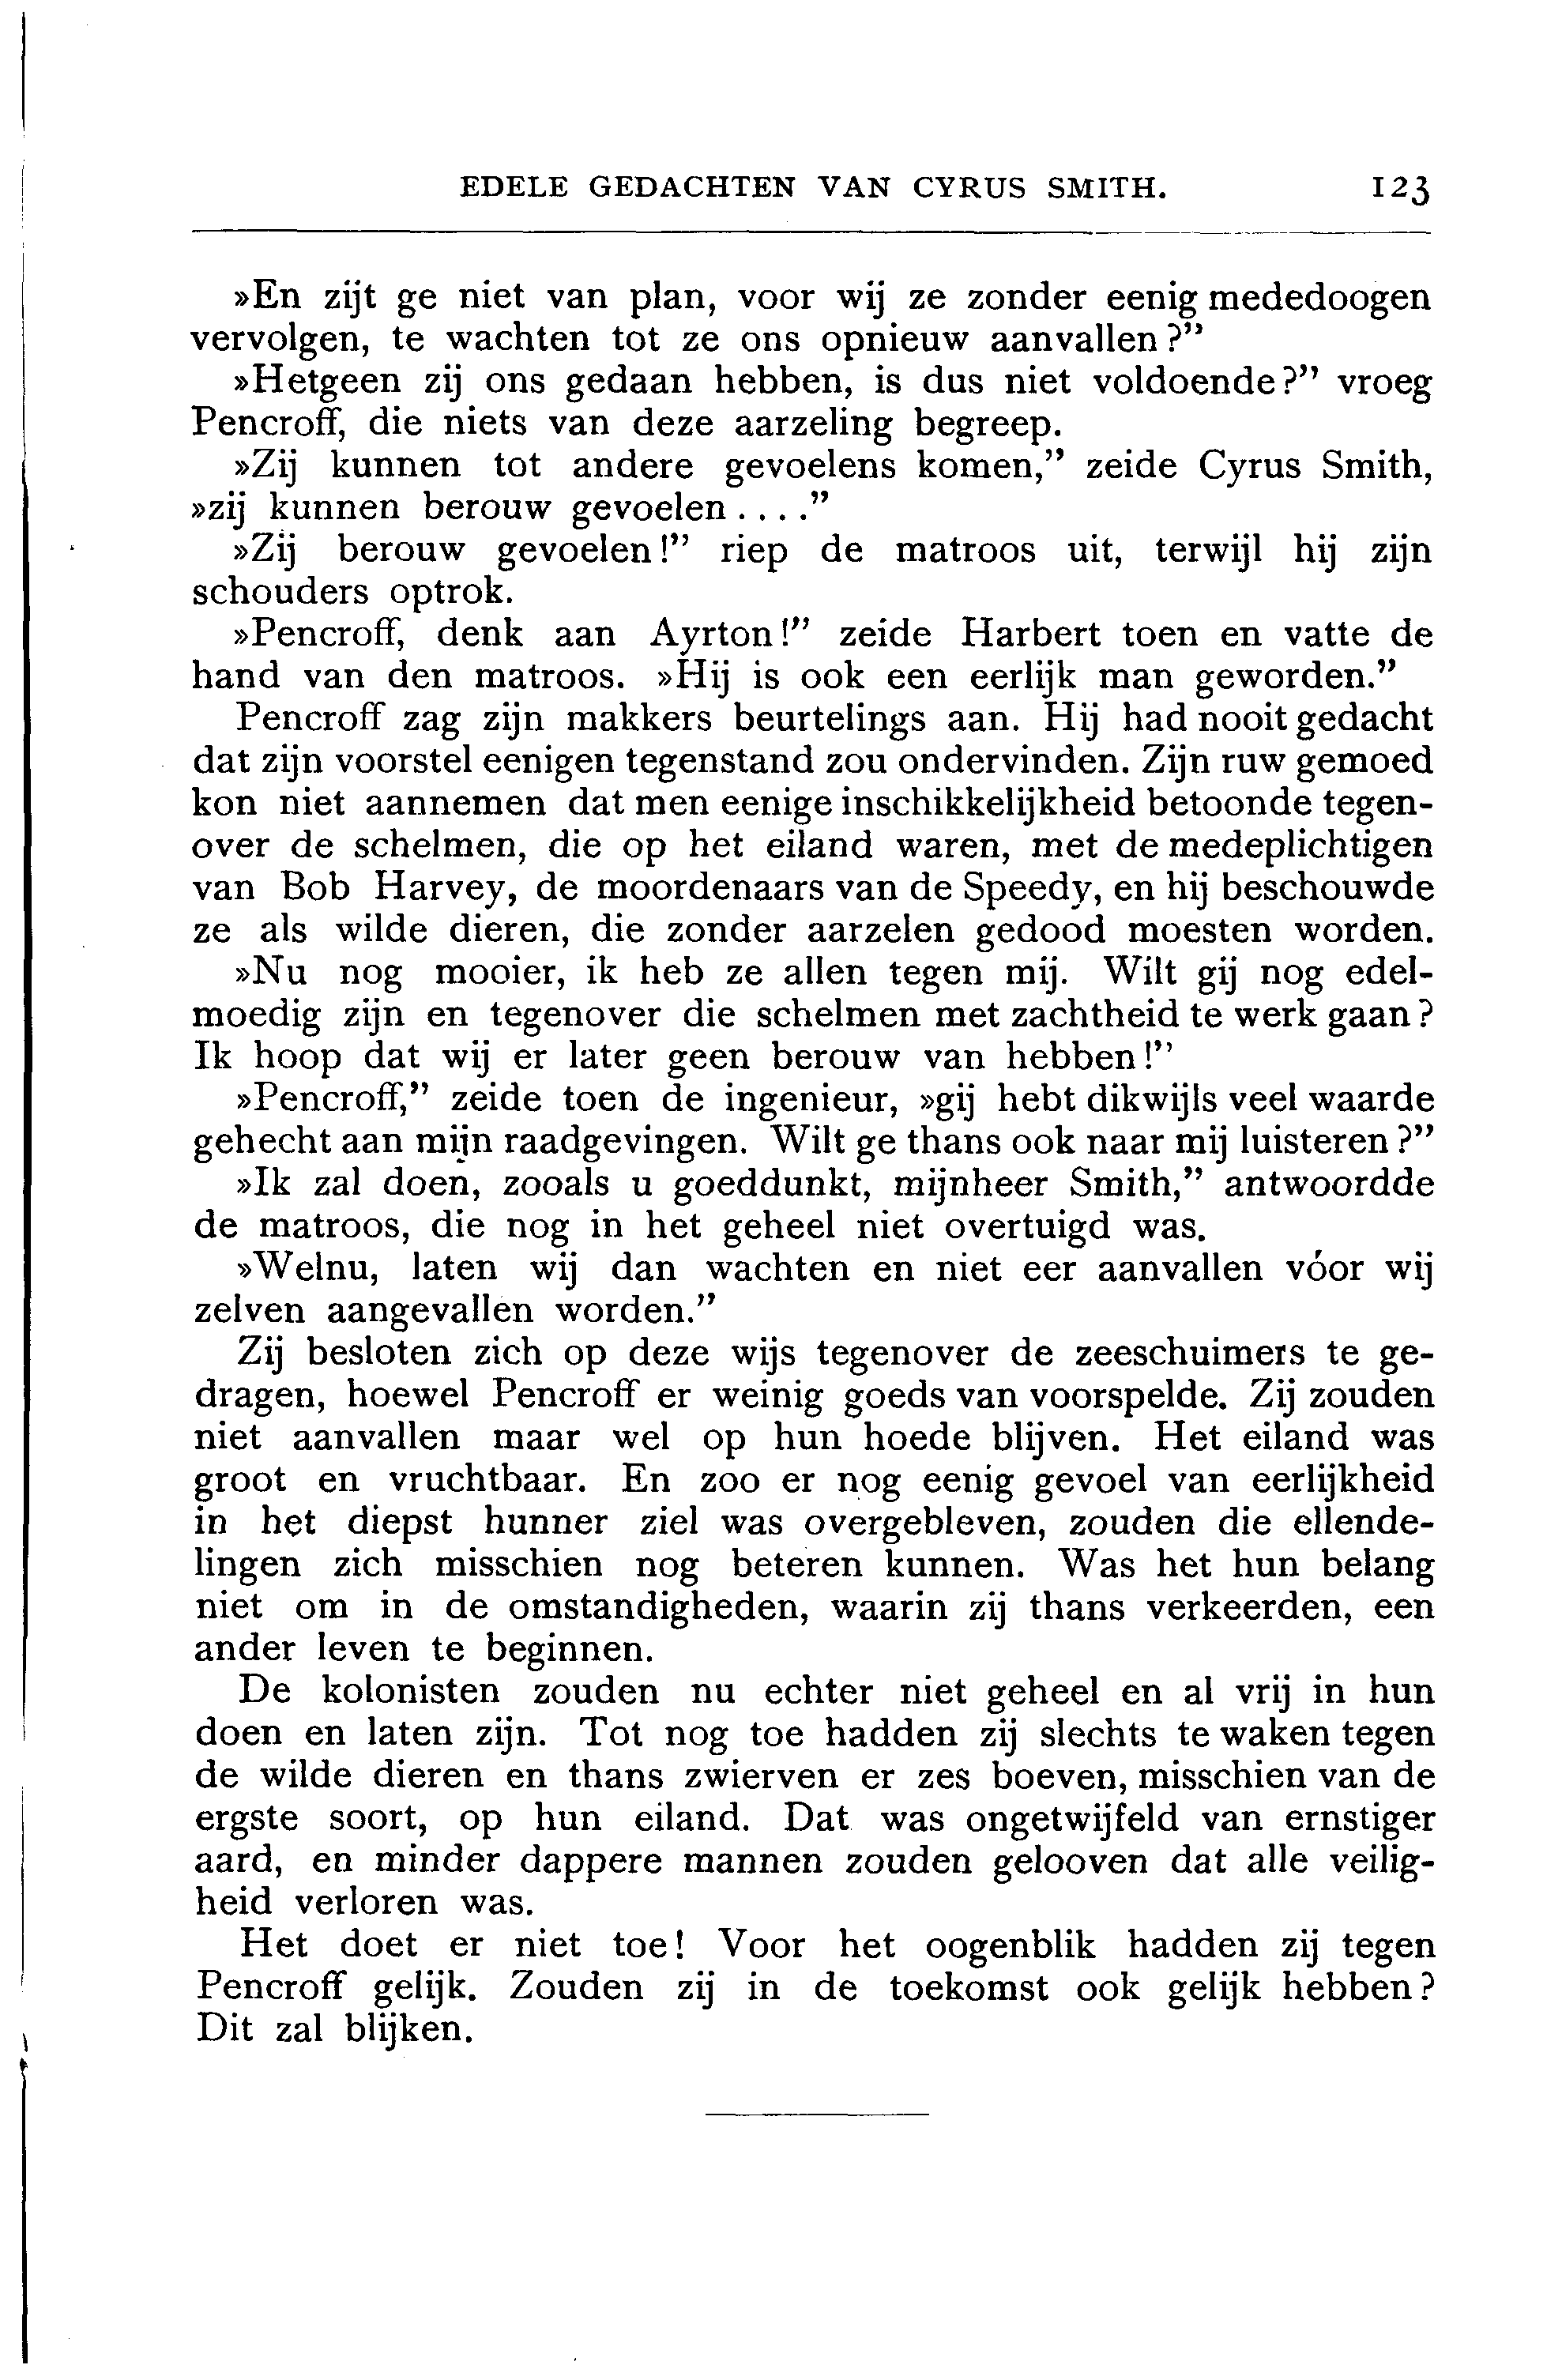 EDELE GEDACHTEN VAN CYRUS SMITH. 123
»En zijt ge niet van plan, voor wij ze zonder eenig mededoogen
vervolgen, te wachten tot ze ons opnieuw aanvallen?”
»Hetgeen zij ons gedaan hebben, is dus niet voldoende?” vroeg
Pencroff, die niets van deze aarzeling begreep.
»Zij kunnen tot andere gevoelens komen,” zeide Cyrus Smith,
»zij kunnen berouw gevoelen . . . .”
»Zij berouw gevoelen!” riep de matroos uit, terwijl hij zijn
schouders optrok.
»Pencroff, denk aan Ayrton!” zeide Harbert toen en vatte de
hand van den matroos. »Hij is ook een eerlijk man geworden.”
Pencroff zag zijn makkers beurtelings aan. Hij had nooit gedacht
dat zijn voorstel eenigen tegenstand zou ondervinden. Zijn ruw gemoed
kon niet aannemen dat men eenige inschikkelijkheid betoonde tegen-
over de schelmen, die op het eiland waren, met de medeplichtigen
van Bob Harvey, de moordenaars van de Speedy, en hij beschouwde
ze als wilde dieren, die zonder aarzelen gedood moesten worden.
»Nu nog mooier, ik heb ze allen tegen mij. Wilt gij nog edel-
moedig zijn en tegenover die schelmen met zachtheid te werk gaan?
Ik hoop dat wij er later geen berouw van hebben!”
»Pencroff,” zeide toen de ingenieur, »gij hebt dikwijls veel waarde
gehecht aan mijn raadgevingen. Wilt ge thans ook naar mij luisteren?”
»Ik zal doen, zooals u goeddunkt, mijnheer Smith,” antwoordde
de matroos, die nog in het geheel niet overtuigd was.
»Welnu, laten wij dan wachten en niet eer aanvallen vóor wij
zelven aangevallen worden.”
Zij besloten zich op deze wijs tegenover de zeeschuimers te ge-
dragen, hoewel Pencroff er weinig goeds van voorspelde. Zij zouden
niet aanvallen maar wel op hun hoede blijven. Het eiland was
groot en vruchtbaar. En zoo er nog eenig gevoel van eerlijkheid
in het diepst hunner ziel was overgebleven, zouden die ellende-
lingen zich misschien nog beteren kunnen. Was het hun belang
niet om in de omstandigheden, waarin zij thans verkeerden, een
ander leven te beginnen.
De kolonisten zouden nu echter niet geheel en al vrij in hun
doen en laten zijn. Tot nog toe hadden zij slechts te waken tegen
de wilde dieren en thans zwierven er zes boeven, misschien van de
ergste soort, op hun eiland. Dat was ongetwijfeld van ernstiger
aard, en minder dappere mannen zouden gelooven dat alle veilig-
heid verloren was.
Het doet er niet toe! Voor het oogenblik hadden zij tegen
Pencroff gelijk. Zouden zij in de toekomst ook gelijk hebben?
Dit zal blijken.